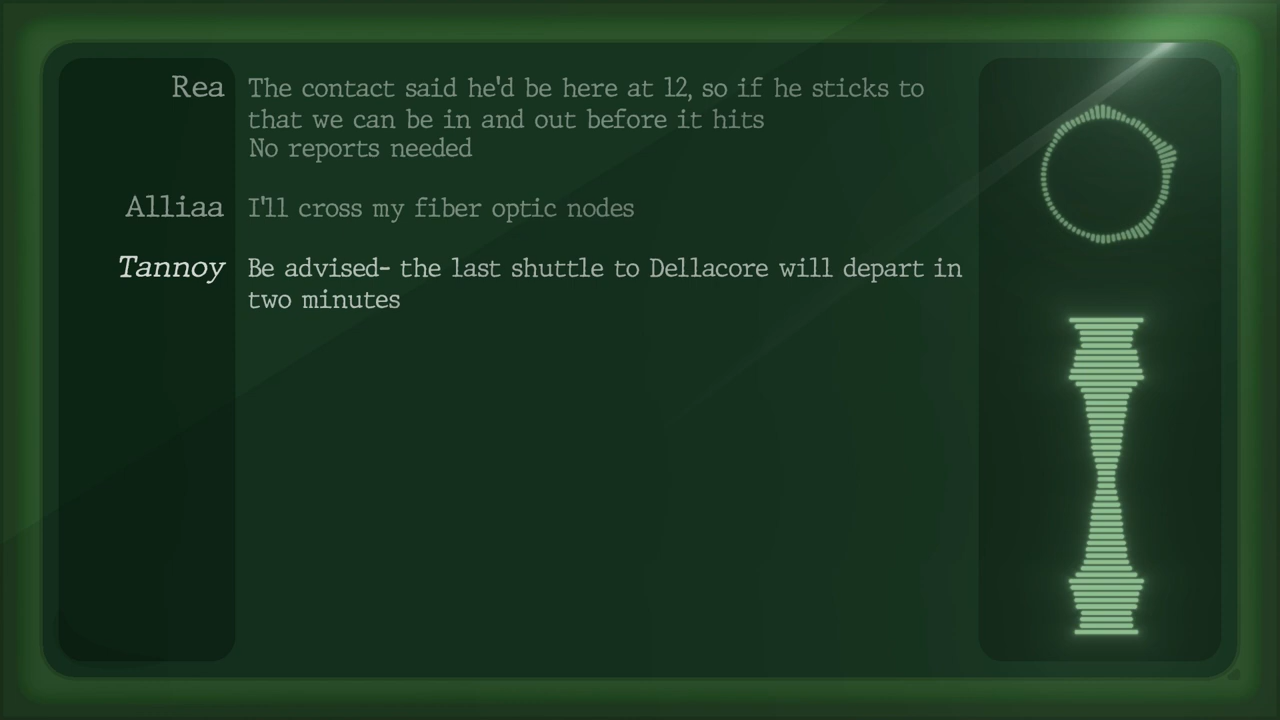 Rea The contact said he'd be here at 12, so if he sticks to
that we can be in and out before it hits
No reports needed
Alliaa I'll cross my fiber optic nodes
Tannoy Be advised- the last shuttle to Dellacore will depart in
two minutes